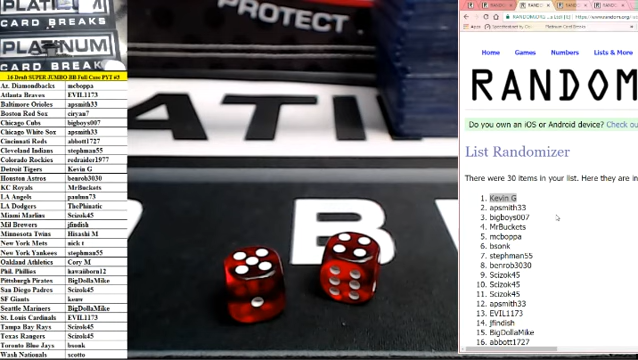 PLATINUM
CARD BREAKS
PLATINUM
CARD BREAKS
16 Draft SUPER JUMBO BB Full Case PYT #3
Az. Diamondbacks mcboppa
Atlanta Braves EVIL1173
Baltimore Orioles apsmith33
Boston Red Sox ciryan7
Chicago Cubs bigboys007
Chicago White Sox apsmith33
Cincinnati Reds abbott1727
Cleveland Indians stephman55
Colorado Rockies redraider1977
Detroit Tigers Kevin G
Houston Astros benrob3030
KC Royals MrBuckets
LA Angels paulmn73
LA Dodgers ThePhinatic
Miami Marlins Scizok45
Mil Brewers jfindish
Minnesota Twins Hisashi M
New York Mets nick t
New York Yankees stephman55
Oakland Athletics Cory M
Phil. Phillies hawaiiborn12
Pittsburgh Pirates BigDollaMike
San Diego Padres Scizok45
SF Giants
Seattle Mariners BigDollaMike
St. Louis Cardinals EVIL1173
Tampa Bay Rays Scizok45
Texas Rangers Scizok45
Toronto Blue Jays bsonk
Wash Nationals scotto
PROTECT
ATI
B
Home Games Numbers Lists & More
RANDOM
Do you own an iOS or Android device? Check ou
List Randomizer
There were 30 items in your list. Here they are in
1. Kevin G
2. apsmith33
3. bigboys007
4. MrBuckets
5. mcboppa
6. bsonk
7. stephman55
8. benrob3030
9. Scizok45
10. Scizok45
11. Scizok45
12. apsmith33
13. EVIL1173
14. jfindish
15. BigDollaMike
16. abbott1727